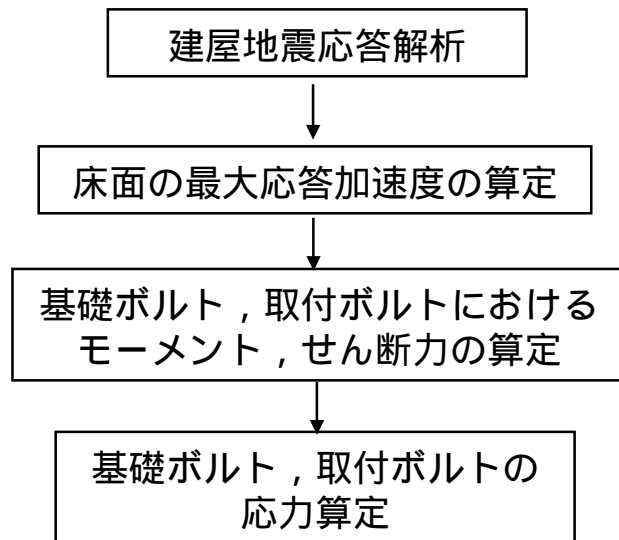 建屋地震応答解析
床面の最大応答加速度の算定
基礎ボルト，取付ボルトにおける
モーメント，せん断力の算定
基礎ボルト，取付ボルトの
応力算定